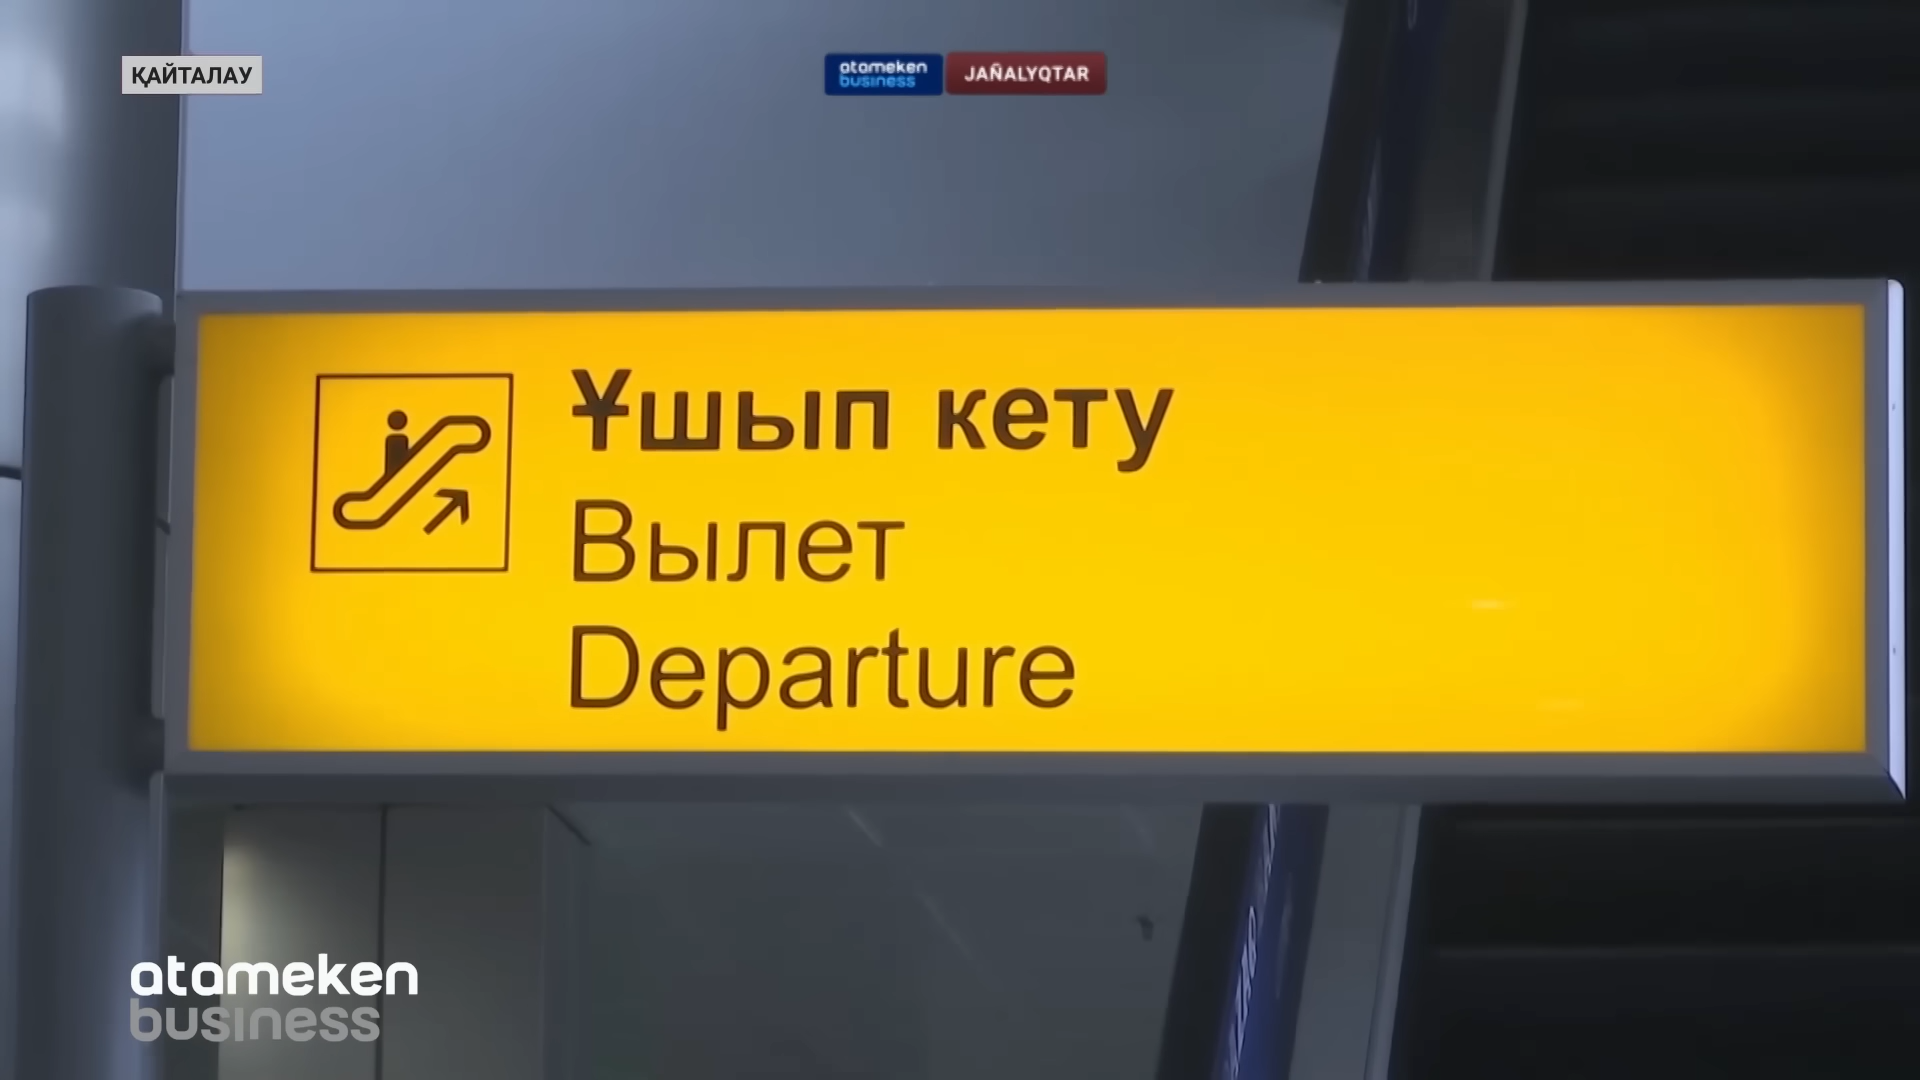 ҚАЙТАЛАУ
atameken
business
JAÑALYQTAR
Ұшып кету
Вылет
Departure
atameken
business